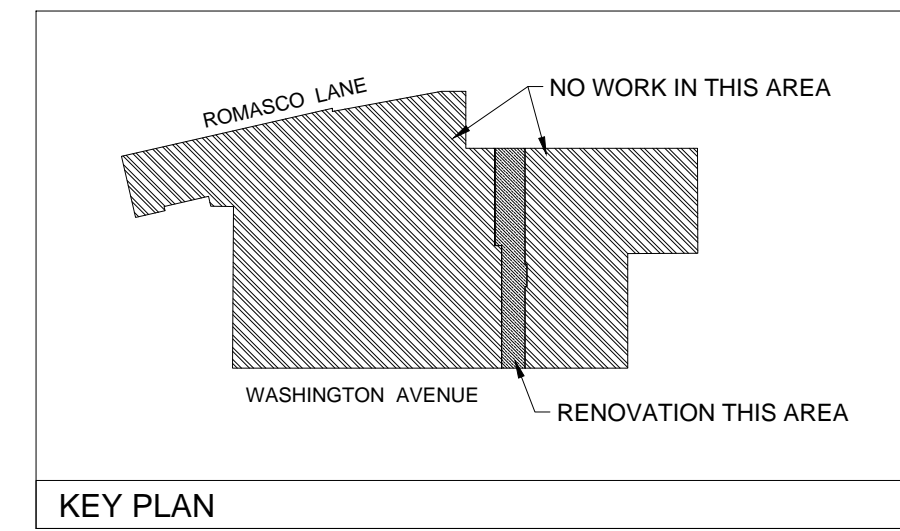 ROMASCO LANE
NO WORK IN THIS AREA
WASHINGTON AVENUE
RENOVATION THIS AREA
KEY PLAN